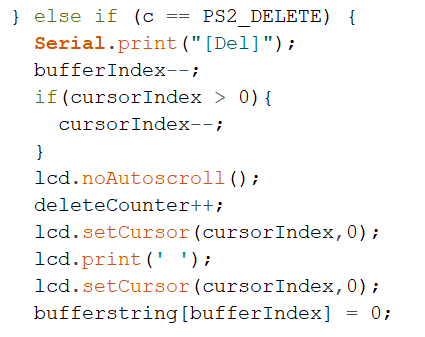 } else if (c == PS2_DELETE) {
Serial.print("[Del]");
bufferIndex--;
if(cursorIndex > 0){
cursorIndex--;
}
lcd.noAutoscroll();
deleteCounter++;
lcd.setCursor(cursorIndex,0);
lcd.print(' ');
lcd.setCursor(cursorIndex,0);
bufferstring[bufferIndex] = 0;